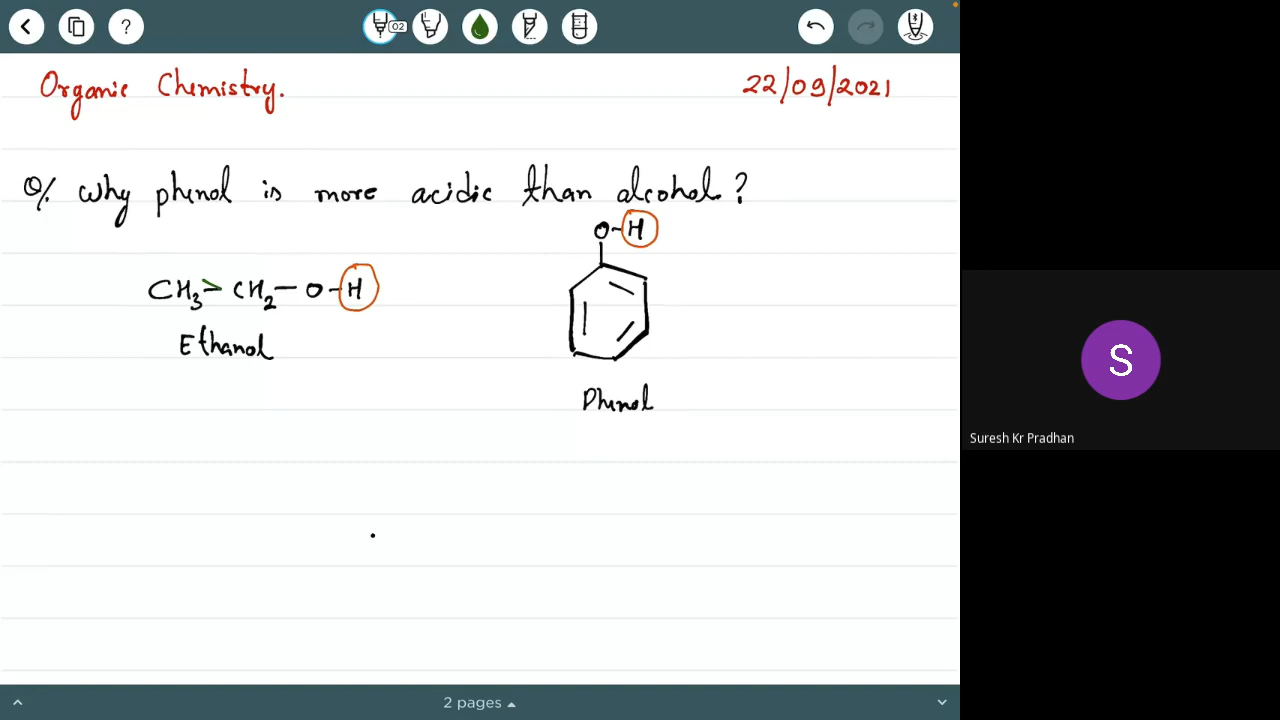 02
Organic Chemistry.
22/09/2021
Q/. why phenol is more acidic than alcohol?
O-H
CH3> CH2-O-H
Ethanol
Phenol
S
Suresh Kr Pradhan
2 pages